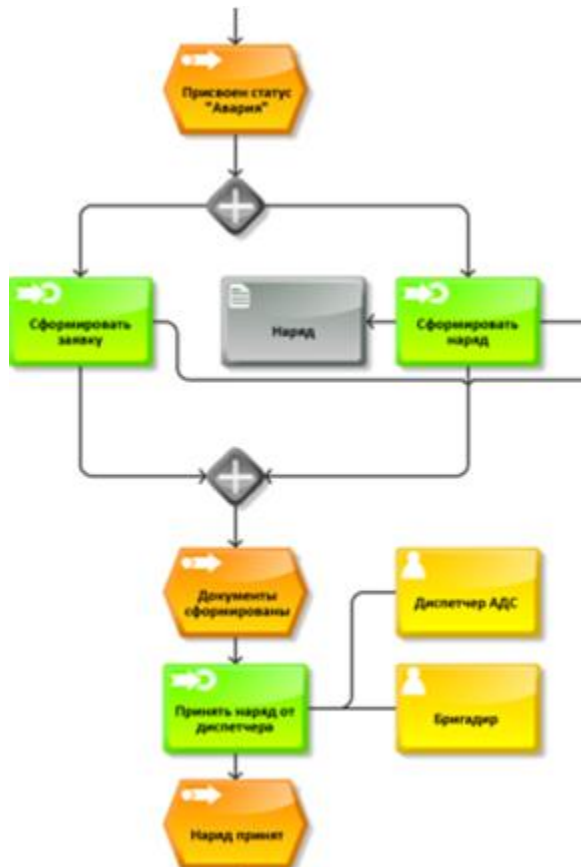 Присвоен статус
"Авария"
Сформировать
заявку
Наряд
Сформировать
наряд
Документы
сформированы
Диспетчер АДС
Принять наряд от
диспетчера
Бригадир
Наряд принят